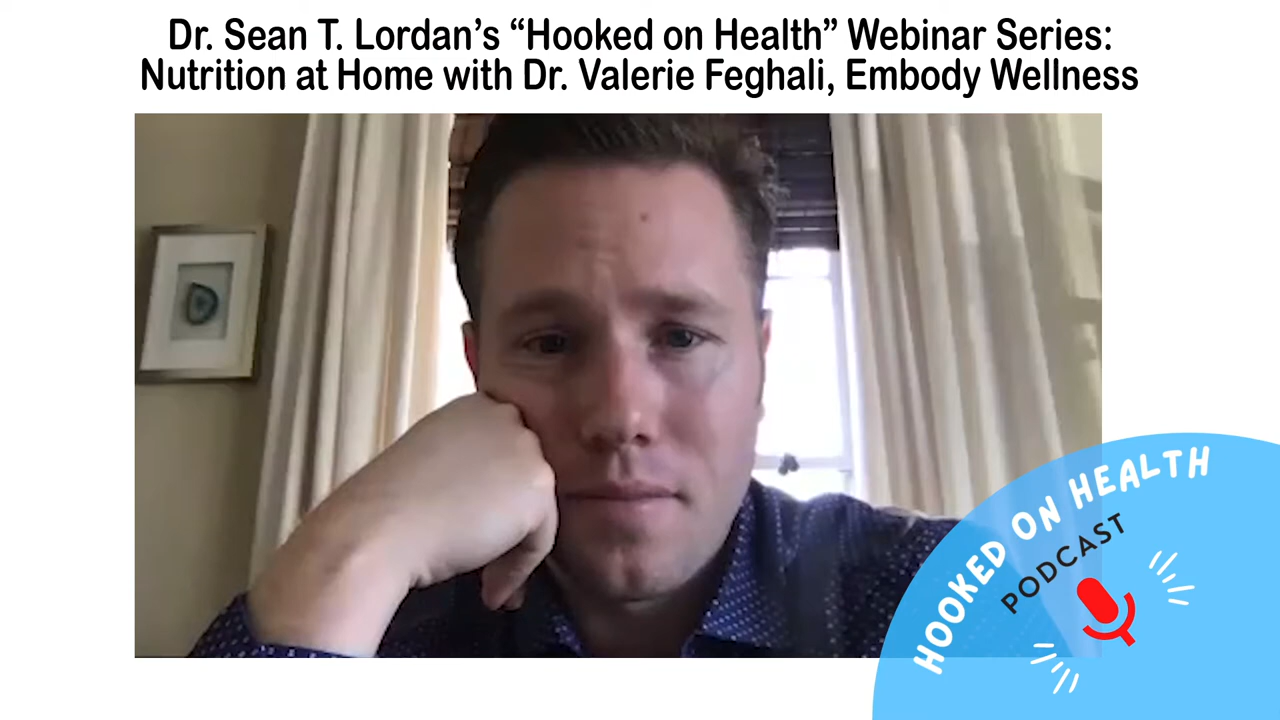 Dr. Sean T. Lordan’s “Hooked on Health” Webinar Series:
Nutrition at Home with Dr. Valerie Feghali, Embody Wellness
HOOKED ON HEALTH
PODCAST